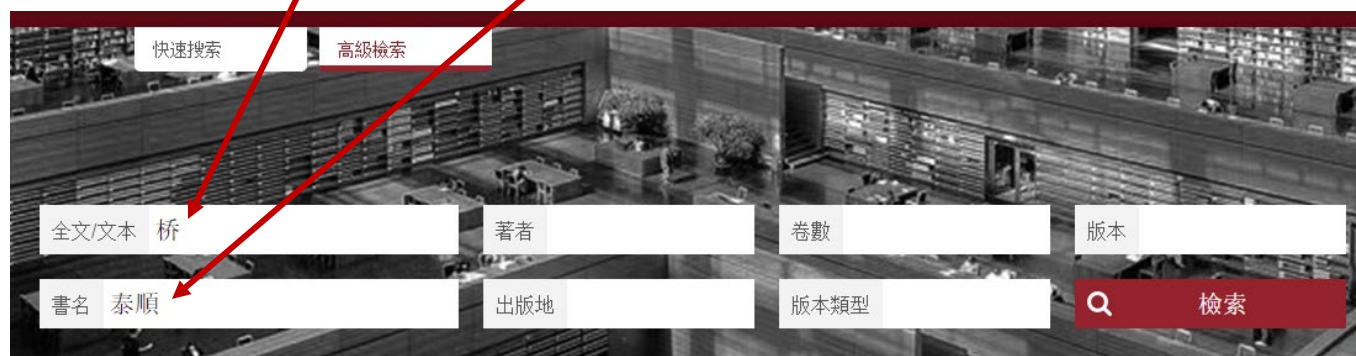 快速搜索 高級檢索
全文/文本 桥 著者 卷數 版本
書名 泰順 出版地 版本類型 檢索